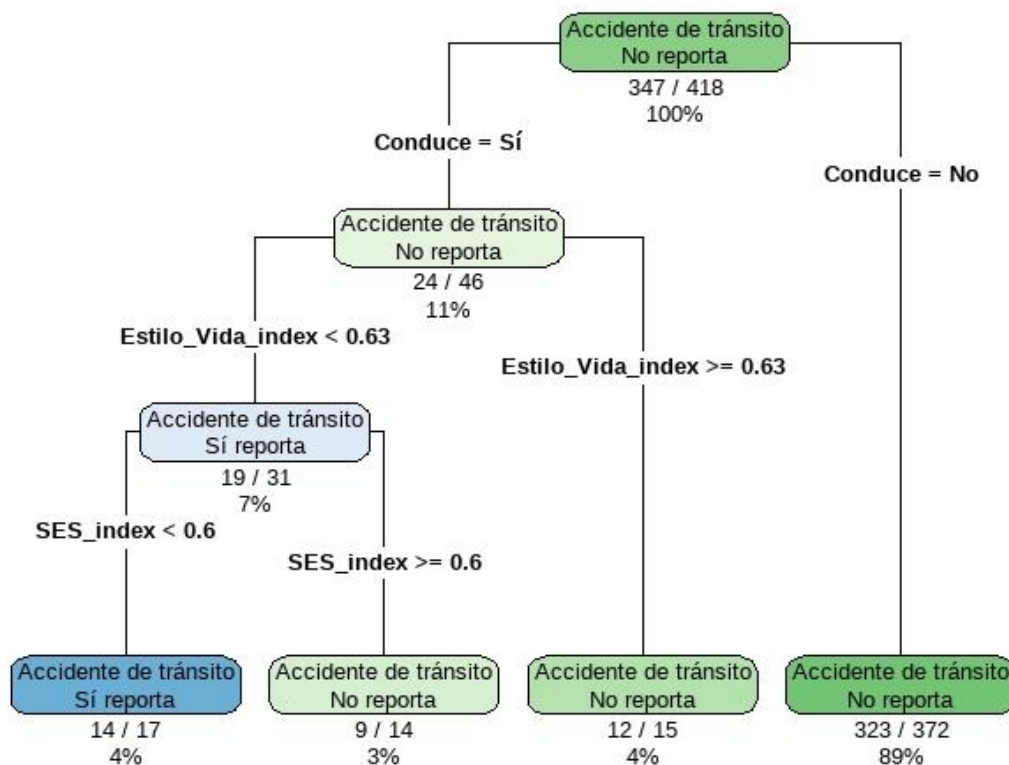 Accidente de tránsito
No reporta
347 / 418
100%
Conduce = Sí
Conduce = No
Accidente de tránsito
No reporta
24 / 46
11%
Estilo_Vida_index < 0.63
Estilo_Vida_index >= 0.63
Accidente de tránsito
Sí reporta
19 / 31
7%
SES_index < 0.6
SES_index >= 0.6
Accidente de tránsito
Sí reporta
14 / 17
4%
Accidente de tránsito
No reporta
9 / 14
3%
Accidente de tránsito
No reporta
12 / 15
4%
Accidente de tránsito
No reporta
323 / 372
89%